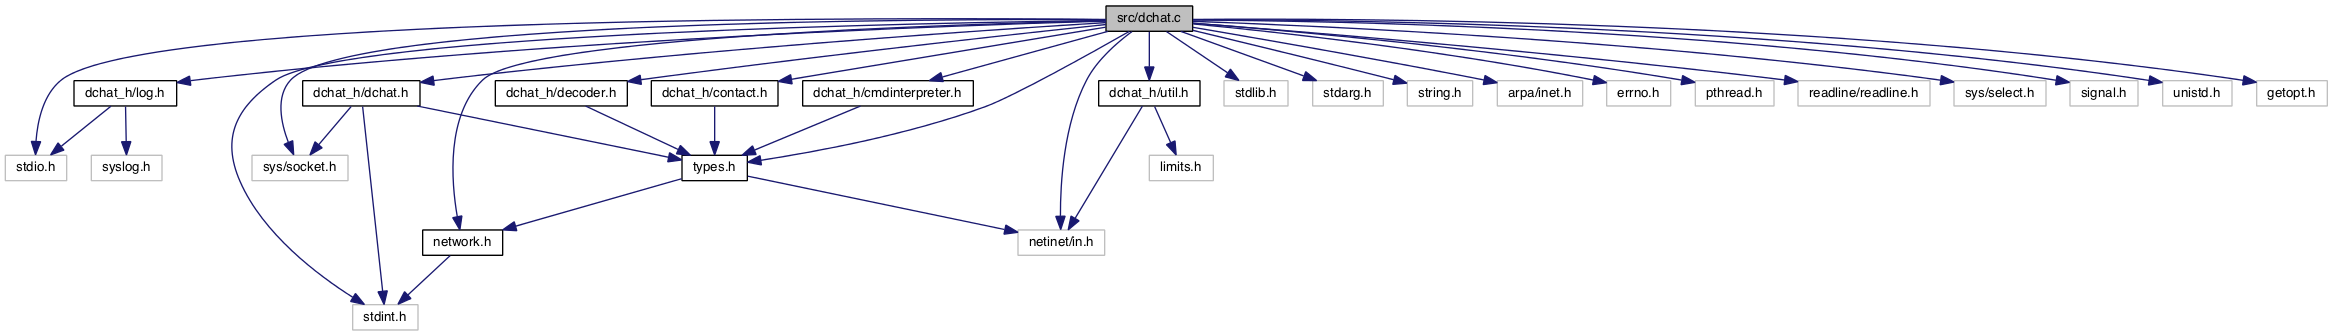 src/dchat.c
dchat_h/log.h
dchat_h/dchat.h
dchat_h/decoder.h
dchat_h/contact.h
dchat_h/cmdinterpreter.h
dchat_h/util.h
stdlib.h
stdarg.h
string.h
arpa/inet.h
errno.h
pthread.h
readline/readline.h
sys/select.h
signal.h
unistd.h
getopt.h
stdio.h
syslog.h
sys/socket.h
types.h
limits.h
network.h
netinet/in.h
stdint.h